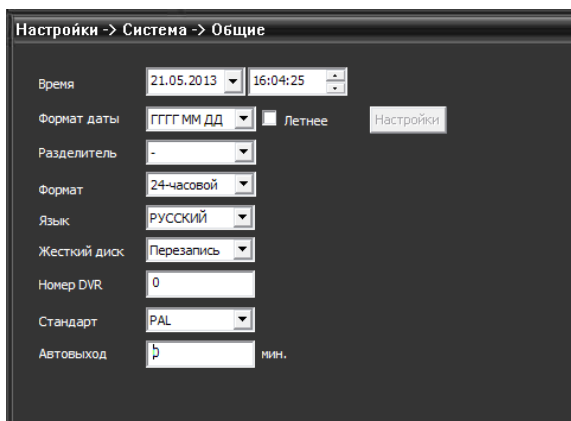 Настройки -> Система -> Общие
Время 21.05.2013 16:04:25
Формат даты ГГГГ ММ ДД Летнее Настройки
Разделитель -
Формат 24-часовой
Язык РУССКИЙ
Жесткий диск Перезапись
Номер DVR 0
Стандарт PAL
Автовыход мин.